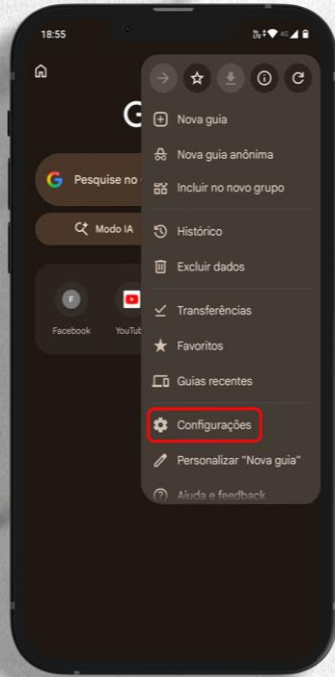 18:55
4G
G
Nova guia
Nova guia anônima
Pesquise no
Incluir no novo grupo
Modo IA
Histórico
Excluir dados
F
Transferências
Facebook
YouTub
Favoritos
Guias recentes
Configurações
Personalizar "Nova guia"
Ajuda e feedback